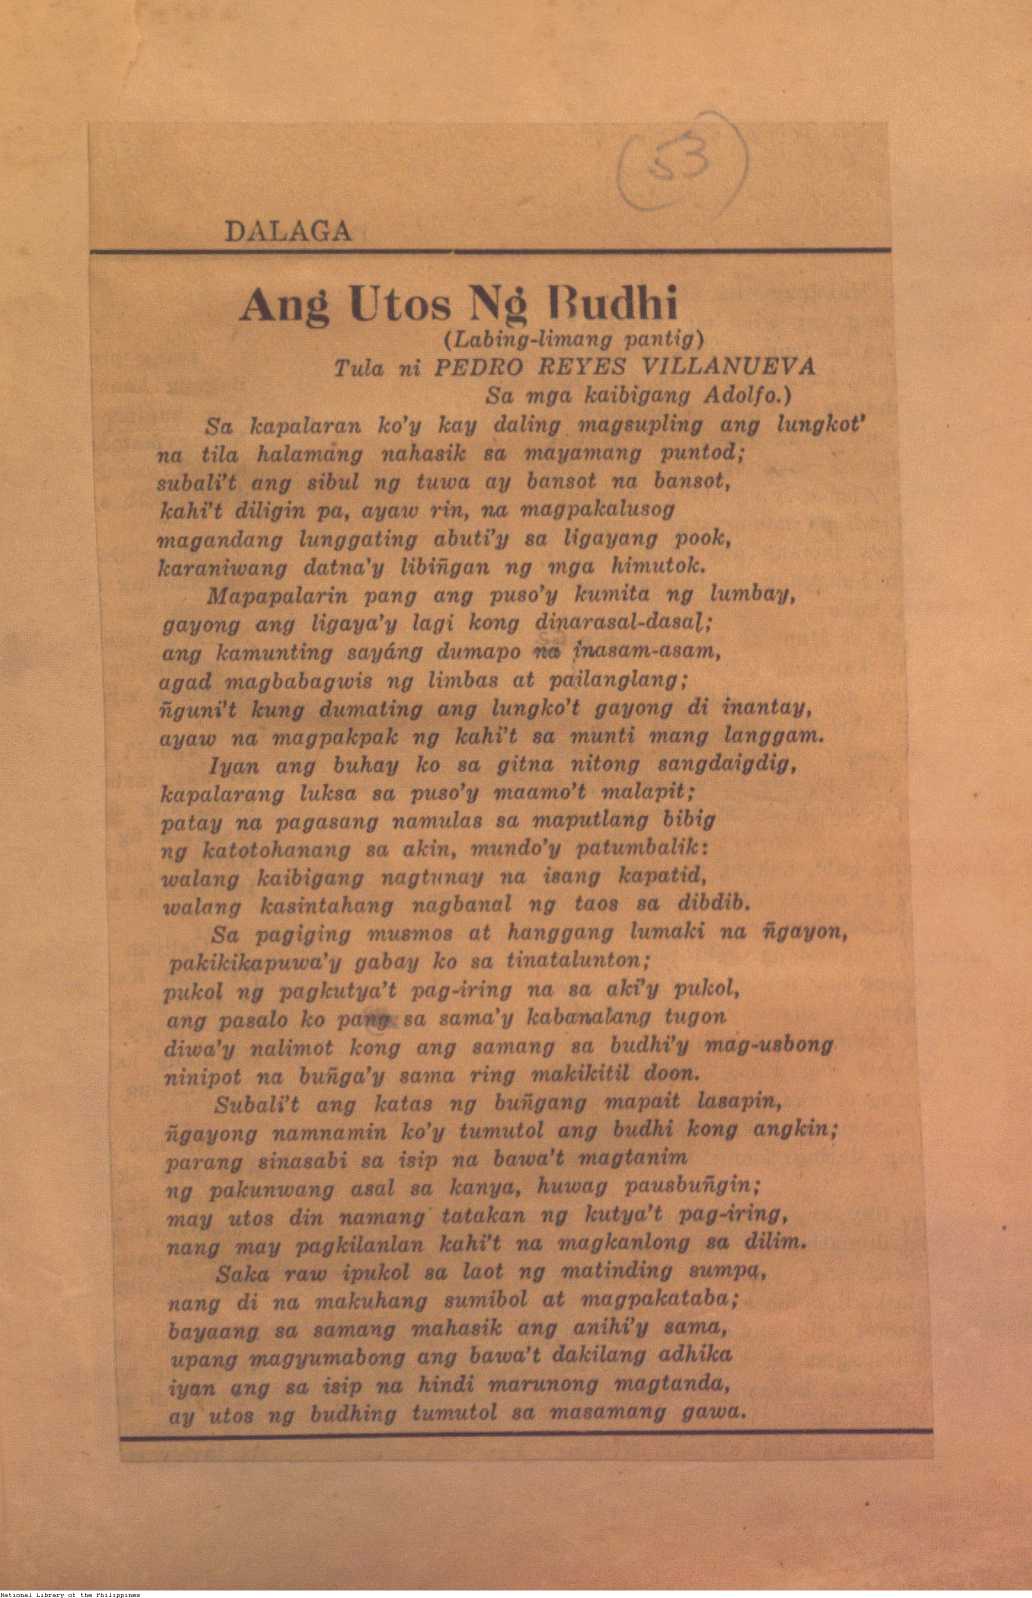 (53)
DALAGA
Ang Utos Ng Budhi
(Labing-limang pantig)
Tula ni PEDRO REYES VILLANUEVA
Sa mga kaibigang Adolfo.)
Sa kapalaran ko'y kay daling magsupling ang lungkot'
na tila halamang nahasik sa mayamang puntod;
subali't ang sibul ng tuwa ay bansot na bansot,
kahi't diligin pa, ayaw rin, na magpakalusog
magandang lunggating abuti'y sa ligayang pook,
karaniwang datna'y libiñgan ng mga himutok.
Mapapalarin pang ang puso'y kumita ng lumbay,
gayong ang ligaya'y lagi kong dinarasal-dasal;
ang kamunting sayáng dumapo na inasam-asam,
agad magbabagwis ng limbas at pailanglang;
ñguni't kung dumating ang lungko't gayong di inantay,
ayaw na magpakpak ng kahi't sa munti mang langgam.
Iyan ang buhay ko sa gitna nitong sangdaigdig,
kapalarang luksa sa puso'y maamo't malapit;
patay na pagasang namulas sa maputlang bibig
ng katotohanang sa akin, mundo'y patumbalik:
walang kaibigang nagtunay na isang kapatid,
walang kasintahang nagbanal ng taos sa dibdib.
Sa pagiging musmos at hanggang lumaki na ñgayon,
pakikikapuwa'y gabay ko sa tinatalunton;
pukol ng pagkutya't pag-iring na sa aki'y pukol,
ang pasalo ko pang sa sama'y kabanalang tugon
diwa'y nalimot kong ang samang sa budhi'y mag-usbong
ninipot na buñga'y sama ring makikitil doon.
Subali't ang katas ng buñgang mapait lasapin,
ñgayong namnamin ko'y tumutol ang budhi kong angkin;
parang sinasabi sa isip na bawa't magtanim
ng pakunwang asal sa kanya, huwag pausbuñgin;
may utos din namang tatakan ng kutya't pag-iring,
nang may pagkilanlan kahi't na magkanlong sa dilim.
Saka raw ipukol sa laot ng matinding sumpa,
nang di na makuhang sumibol at magpakataba;
bayaang sa samang mahasik ang anihi'y sama,
upang magyumabong ang bawa't dakilang adhika
iyan ang sa isip na hindi marunong magtanda,
ay utos ng budhing tumutol sa masamang gawa.
National Library of the Philippines